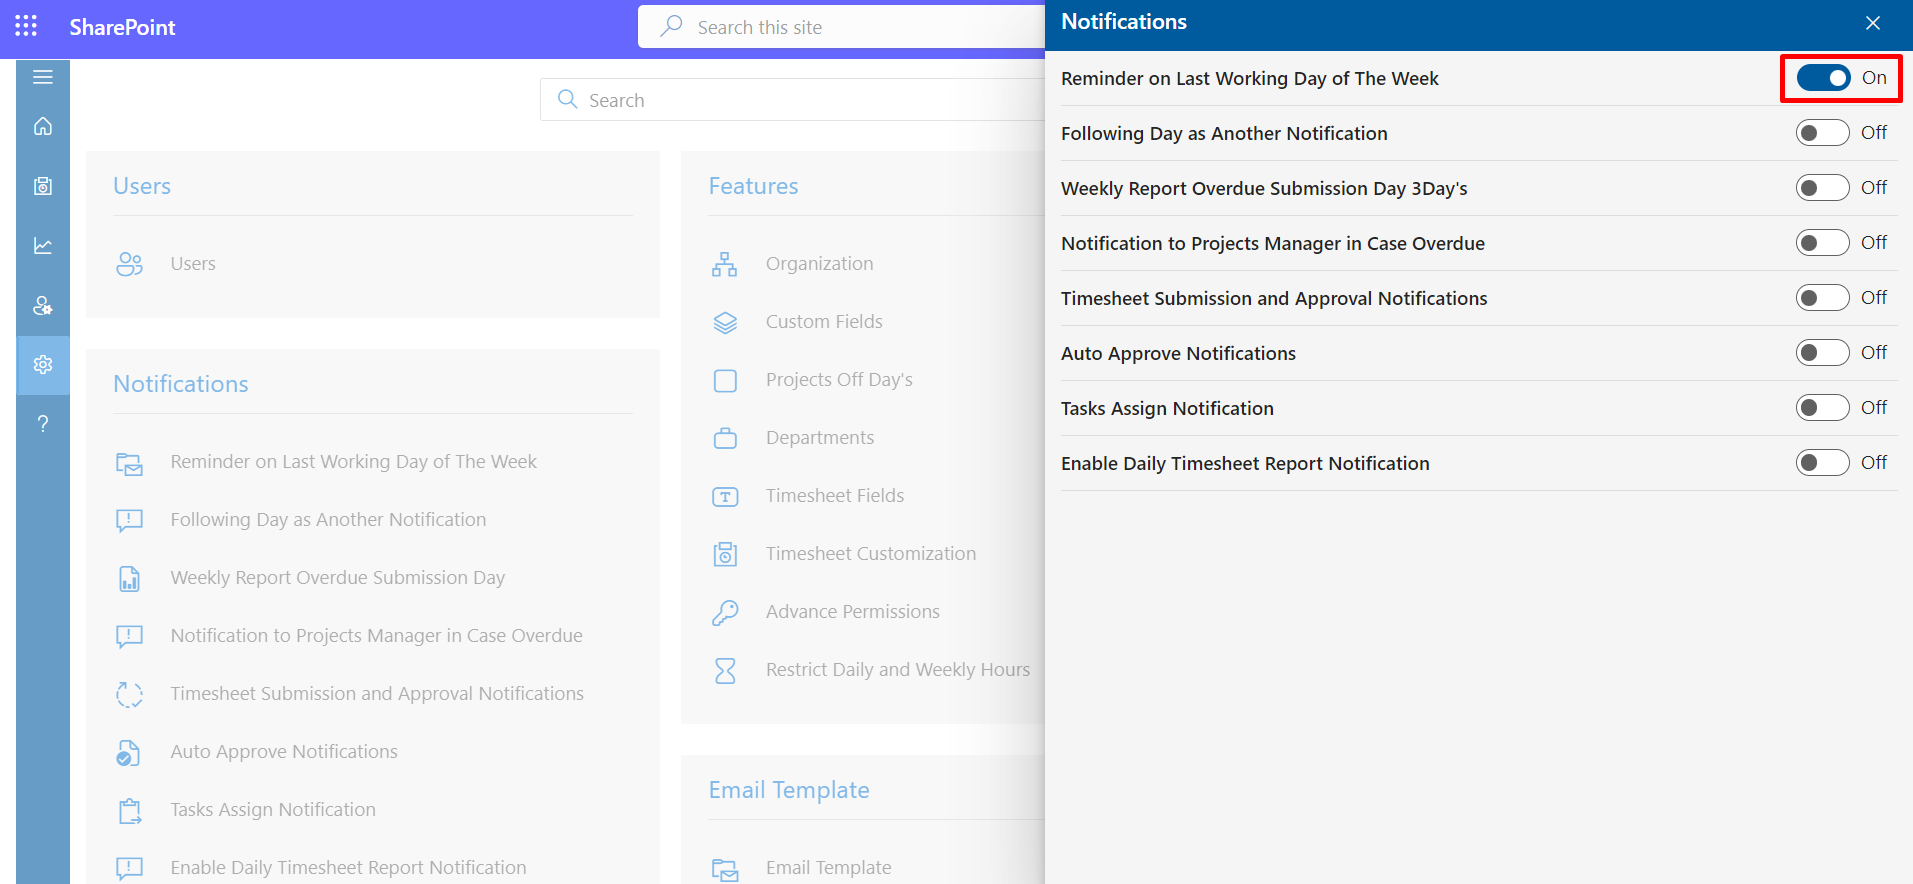 SharePoint
Search this site
Search
Users
Users
Notifications
Reminder on Last Working Day of The Week
Following Day as Another Notification
Weekly Report Overdue Submission Day
Notification to Projects Manager in Case Overdue
Timesheet Submission and Approval Notifications
Auto Approve Notifications
Tasks Assign Notification
Enable Daily Timesheet Report Notification
Features
Organization
Custom Fields
Projects Off Day's
Departments
Timesheet Fields
Timesheet Customization
Advance Permissions
Restrict Daily and Weekly Hours
Email Template
Email Template
Notifications
Reminder on Last Working Day of The Week On
Following Day as Another Notification Off
Weekly Report Overdue Submission Day 3Day's Off
Notification to Projects Manager in Case Overdue Off
Timesheet Submission and Approval Notifications Off
Auto Approve Notifications Off
Tasks Assign Notification Off
Enable Daily Timesheet Report Notification Off